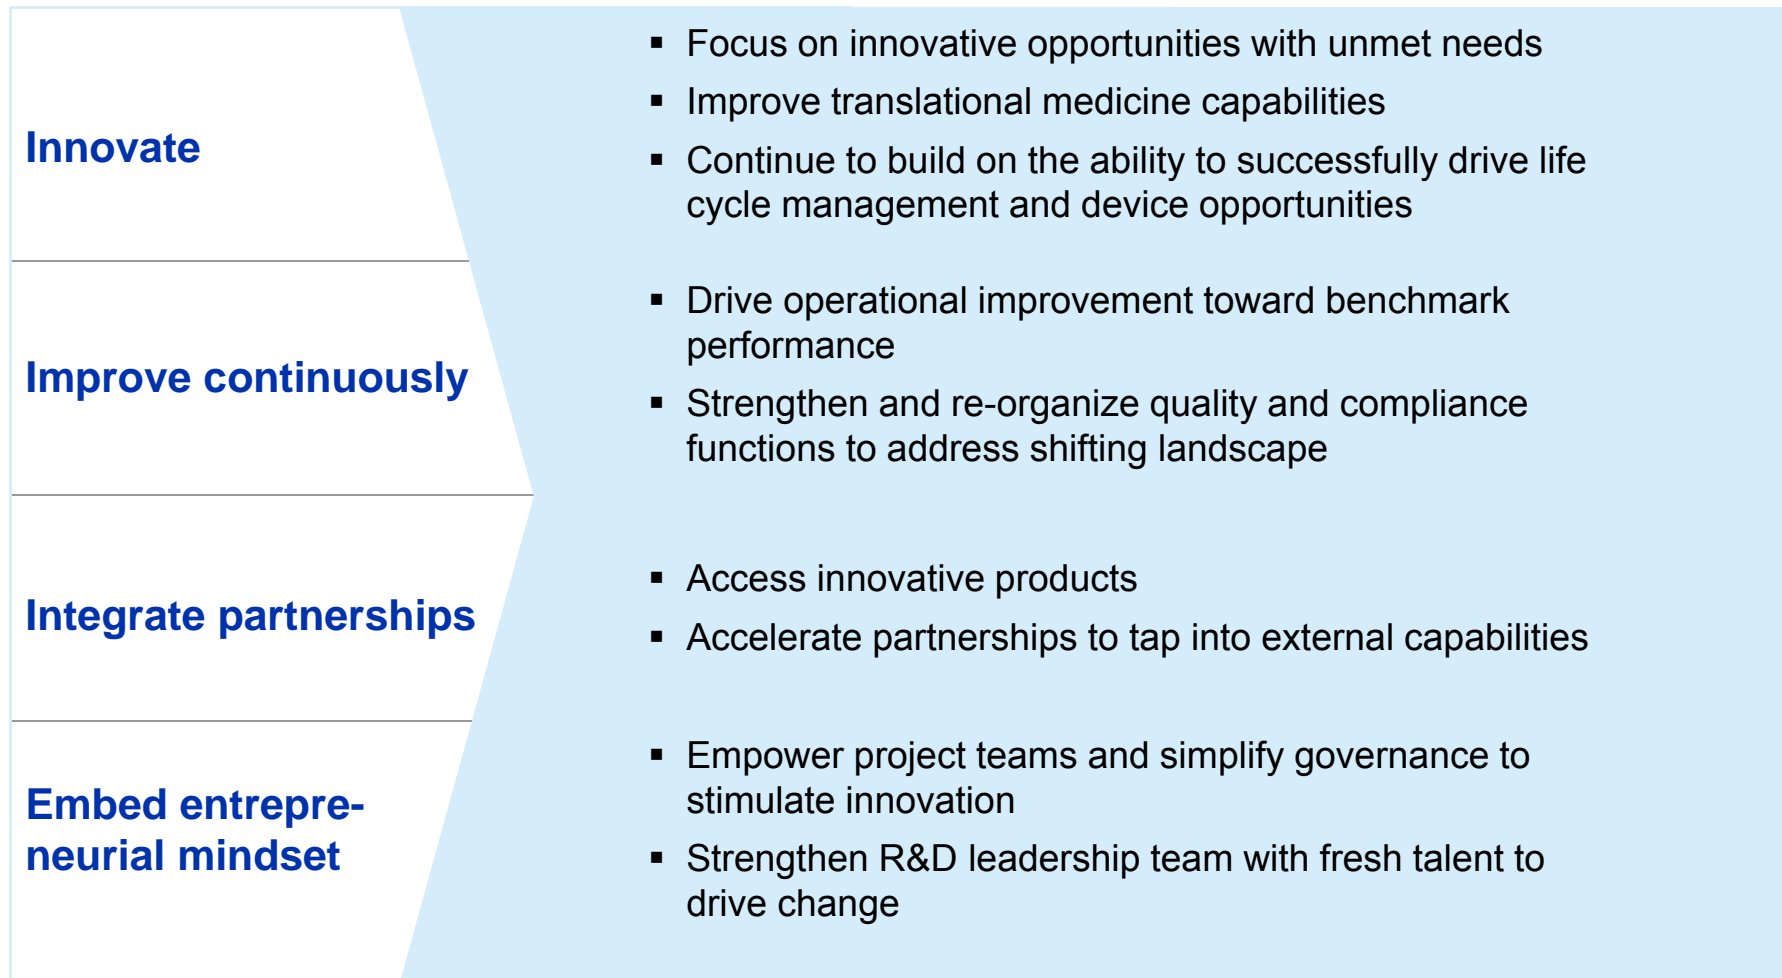 Innovate
▪ Focus on innovative opportunities with unmet needs
▪ Improve translational medicine capabilities
▪ Continue to build on the ability to successfully drive life
cycle management and device opportunities
Improve continuously
▪ Drive operational improvement toward benchmark
performance
▪ Strengthen and re-organize quality and compliance
functions to address shifting landscape
Integrate partnerships
▪ Access innovative products
▪ Accelerate partnerships to tap into external capabilities
Embed entrepre-
neurial mindset
▪ Empower project teams and simplify governance to
stimulate innovation
▪ Strengthen R&D leadership team with fresh talent to
drive change